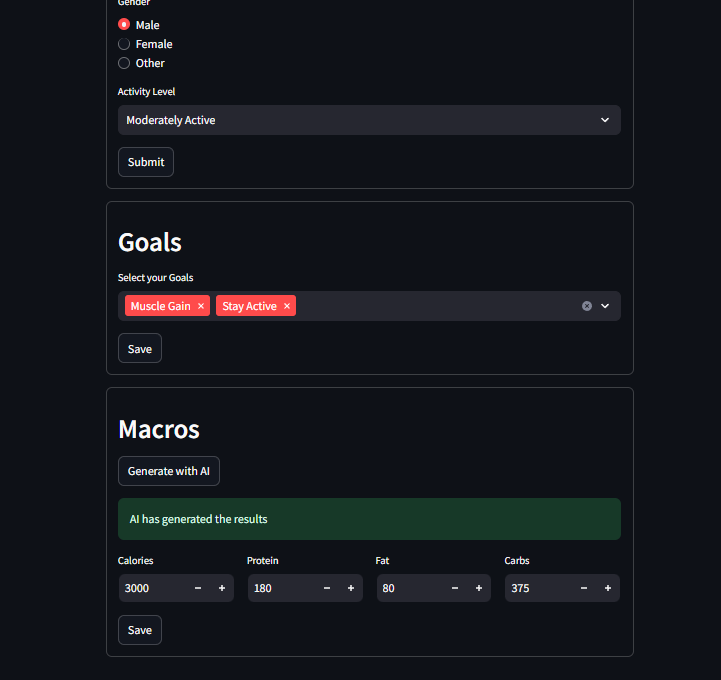 Gender
Male
Female
Other
Activity Level
Moderately Active
Submit
Goals
Select your Goals
Muscle Gain × Stay Active ×
Save
Macros
Generate with AI
AI has generated the results
Calories Protein Fat Carbs
3000 − + 180 − + 80 − + 375 − +
Save